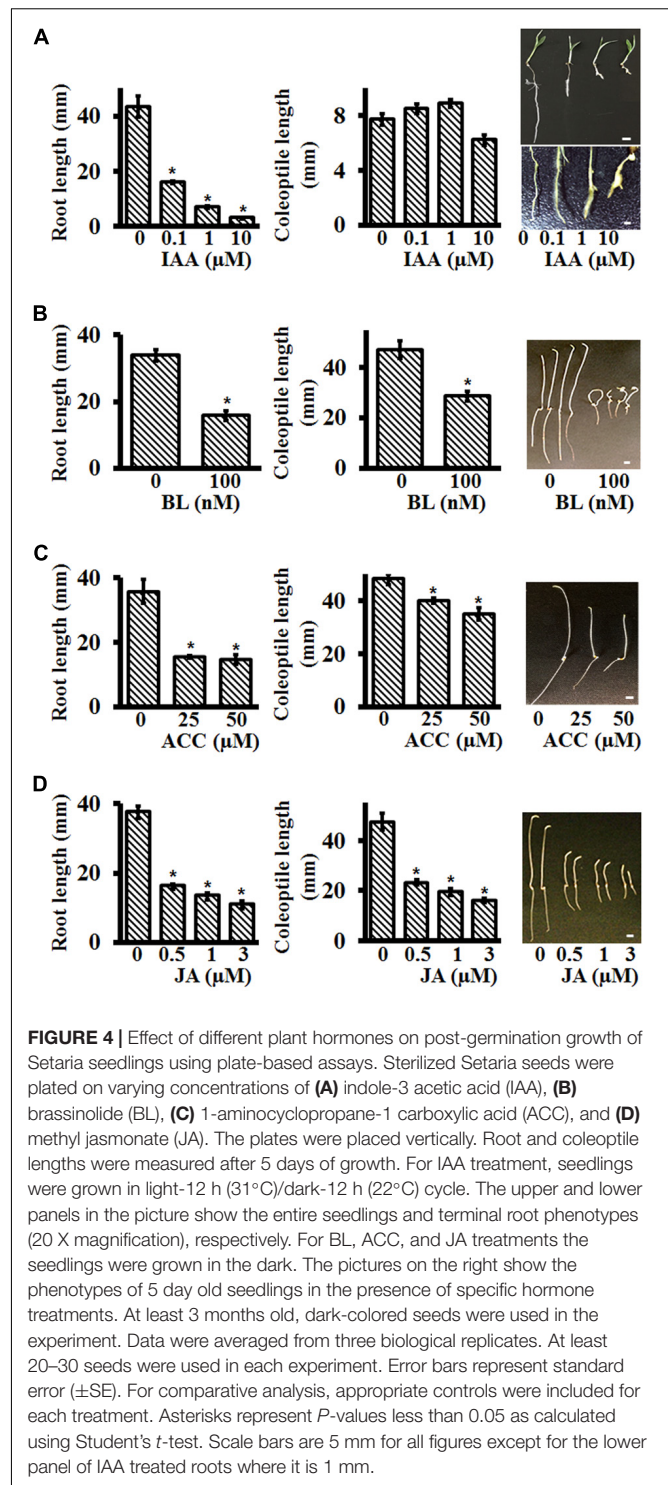 A
Root length (mm)
40
20
0
0 0.1 1 10
IAA (µM)
* * *
Coleoptile length
(mm)
8
4
0
0 0.1 1 10
IAA (µM)
0 0.1 1 10
IAA (µM)
B
Root length (mm)
40
20
0
*
0 100
BL (nM)
Coleoptile length
(mm)
40
20
0
*
0 100
BL (nM)
0 100
BL (nM)
C
Root length (mm)
40
20
0
* *
0 25 50
ACC (µM)
Coleoptile length
(mm)
40
20
0
* *
0 25 50
ACC (µM)
0 25 50
ACC (µM)
D
Root length (mm)
40
20
0
* * *
0 0.5 1 3
JA (µM)
Coleoptile length
(mm)
40
20
0
* * *
0 0.5 1 3
JA (µM)
0 0.5 1 3
JA (µM)
FIGURE 4 | Effect of different plant hormones on post-germination growth of
Setaria seedlings using plate-based assays. Sterilized Setaria seeds were
plated on varying concentrations of (A) indole-3 acetic acid (IAA), (B)
brassinolide (BL), (C) 1-aminocyclopropane-1 carboxylic acid (ACC), and (D)
methyl jasmonate (JA). The plates were placed vertically. Root and coleoptile
lengths were measured after 5 days of growth. For IAA treatment, seedlings
were grown in light-12 h (31°C)/dark-12 h (22°C) cycle. The upper and lower
panels in the picture show the entire seedlings and terminal root phenotypes
(20 X magnification), respectively. For BL, ACC, and JA treatments the
seedlings were grown in the dark. The pictures on the right show the
phenotypes of 5 day old seedlings in the presence of specific hormone
treatments. At least 3 months old, dark-colored seeds were used in the
experiment. Data were averaged from three biological replicates. At least
20–30 seeds were used in each experiment. Error bars represent standard
error (±SE). For comparative analysis, appropriate controls were included for
each treatment. Asterisks represent P-values less than 0.05 as calculated
using Student's t-test. Scale bars are 5 mm for all figures except for the lower
panel of IAA treated roots where it is 1 mm.